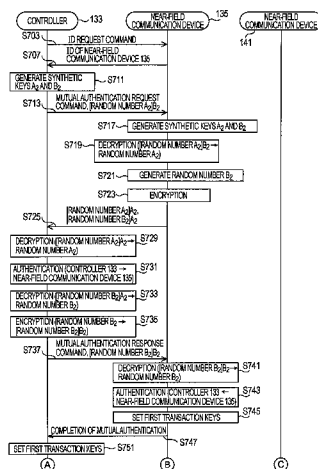 CONTROLLER
133
NEAR-FIELD
COMMUNICATION DEVICE
135
NEAR-FIELD
COMMUNICATION DEVICE
141
S703
ID REQUEST COMMAND
S707
ID OF NEAR-FIELD
COMMUNICATION DEVICE 135
GENERATE SYNTHETIC
KEYS A2 AND B2
S711
S713
MUTUAL AUTHENTICATION REQUEST
COMMAND, [RANDOM NUMBER A2]B2
S717
GENERATE SYNTHETIC KEYS A2 AND B2
S719
DECRYPTION ([RANDOM NUMBER A2]B2 →
RANDOM NUMBER A2)
S721
GENERATE RANDOM NUMBER B2
S723
ENCRYPTION
S725
[RANDOM NUMBER A2]A2,
[RANDOM NUMBER B2]A2
DECRYPTION ([RANDOM NUMBER A2]A2 →
RANDOM NUMBER A2)
S729
AUTHENTICATION (CONTROLLER 133 →
NEAR-FIELD COMMUNICATION DEVICE 135)
S731
DECRYPTION ([RANDOM NUMBER B2]A2 →
RANDOM NUMBER B2)
S733
ENCRYPTION (RANDOM NUMBER B2 →
[RANDOM NUMBER B2]B2)
S735
S737
MUTUAL AUTHENTICATION RESPONSE
COMMAND, [RANDOM NUMBER B2]B2
DECRYPTION ([RANDOM NUMBER B2]B2 →
RANDOM NUMBER B2)
S741
AUTHENTICATION (CONTROLLER 133 ←
NEAR-FIELD COMMUNICATION DEVICE 135)
S743
SET FIRST TRANSACTION KEYS
S745
COMPLETION OF MUTUAL AUTHENTICATION
S747
SET FIRST TRANSACTION KEYS
S751
A
B
C